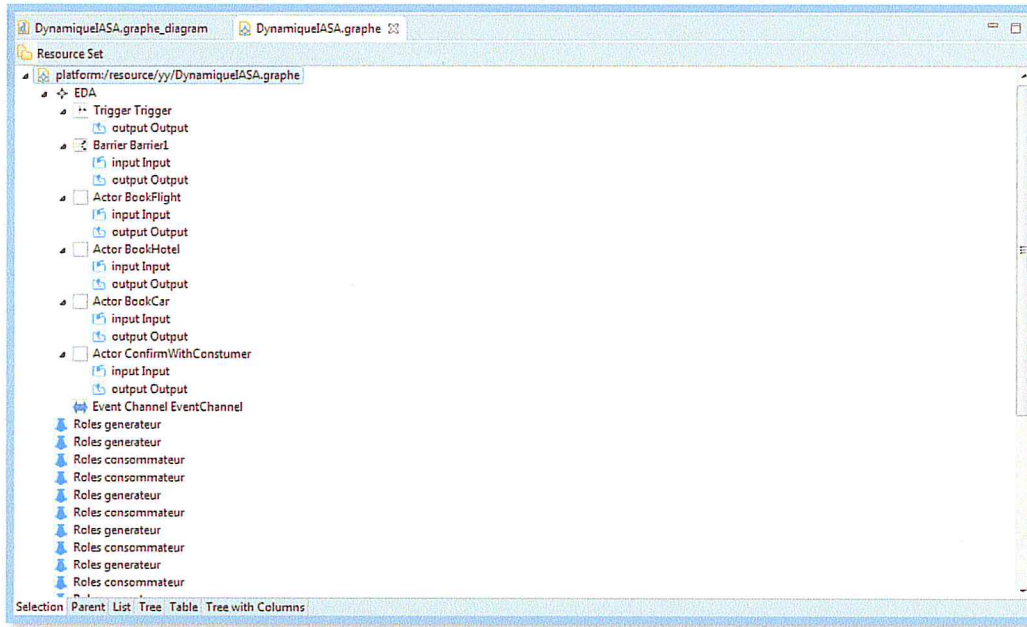 DynamiqueIASA.graphe_diagram DynamiqueIASA.graphe
Resource Set
platform:/resource/yy/DynamiqueIASA.graphe
EDA
Trigger Trigger
output Output
Barrier Barrier1
input Input
output Output
Actor BookFlight
input Input
output Output
Actor BookHotel
input Input
output Output
Actor BookCar
input Input
output Output
Actor ConfirmWithConstumer
input Input
output Output
Event Channel EventChannel
Roles generateur
Roles generateur
Roles consommateur
Roles consommateur
Roles generateur
Roles consommateur
Roles generateur
Roles consommateur
Roles generateur
Roles consommateur
Selection Parent List Tree Table Tree with Columns